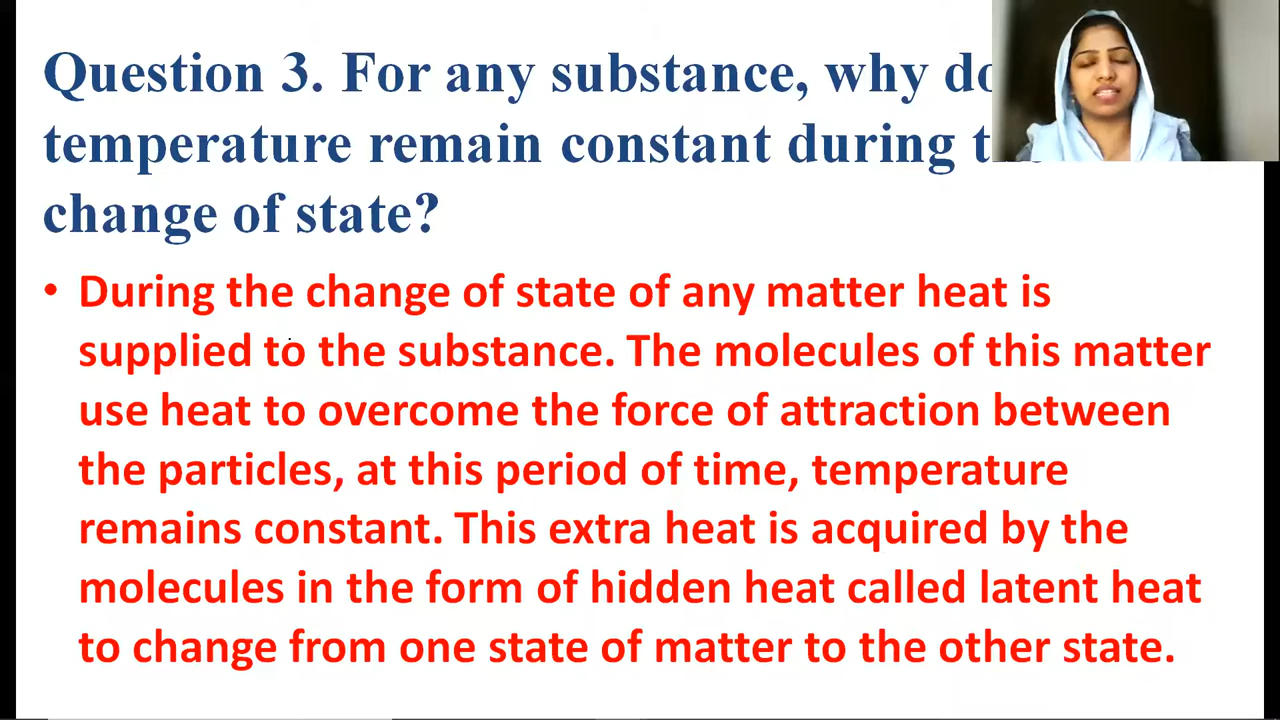 Question 3. For any substance, why
temperature remain constant during
change of state?
• During the change of state of any matter heat is
supplied to the substance. The molecules of this matter
use heat to overcome the force of attraction between
the particles, at this period of time, temperature
remains constant. This extra heat is acquired by the
molecules in the form of hidden heat called latent heat
to change from one state of matter to the other state.